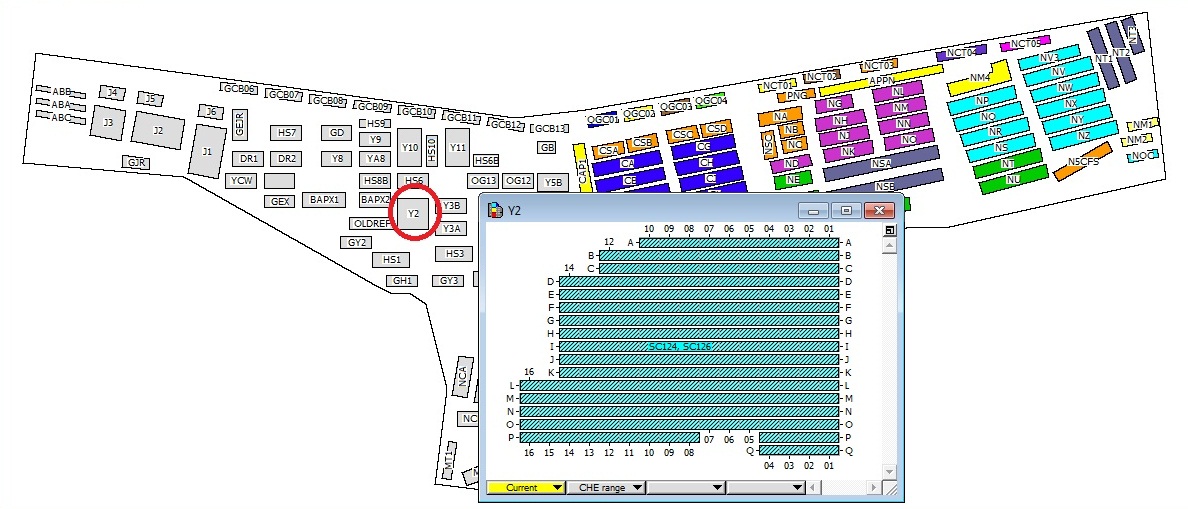 NT3
NT2
NT1
NCT05
NCT04
NV3
NV
NW
NX
NY
NZ
NCT03
NCT02
NCT01
APPN
NM4
PNG
NL
NM
NN
NO
NG
NH
NJ
NK
NP
NQ
NR
NS
NT
NU
NSCFS
NM1
NM2
NOO
NA
NB
NC
NSC
ND
NE
NSA
NSB
QGC01
QGC02
QGC03
QGC04
CSA
CSB
CSC
CSD
CAP1
CA
CB
CG
CH
GCB06
GCB07
GCB08
GCB09
GCB10
GCB11
GCB12
GCB13
ABB
ABA
ABC
J4
J5
J3
J2
J6
J1
GJR
GEJR
HS7
GD
HS9
Y9
Y10
HS10
Y11
GB
DR1
DR2
Y8
YA8
HS6B
YCW
HS8B
HS6
OG13
OG12
Y5B
GEX
BAPX1
BAPX2
Y2
Y3B
OLDREF
Y3A
GY2
HS1
HS3
GH1
GY3
NCA
NC
MT1
Y2
10 09 08 07 06 05 04 03 02 01
12 A A
B B
14 C C
D D
E E
F F
G G
H H
I SC124, SC126 I
J J
16 K K
L L
M M
N N
O O
P 07 06 05 P
16 15 14 13 12 11 10 09 08 Q Q
04 03 02 01
Current CHE range